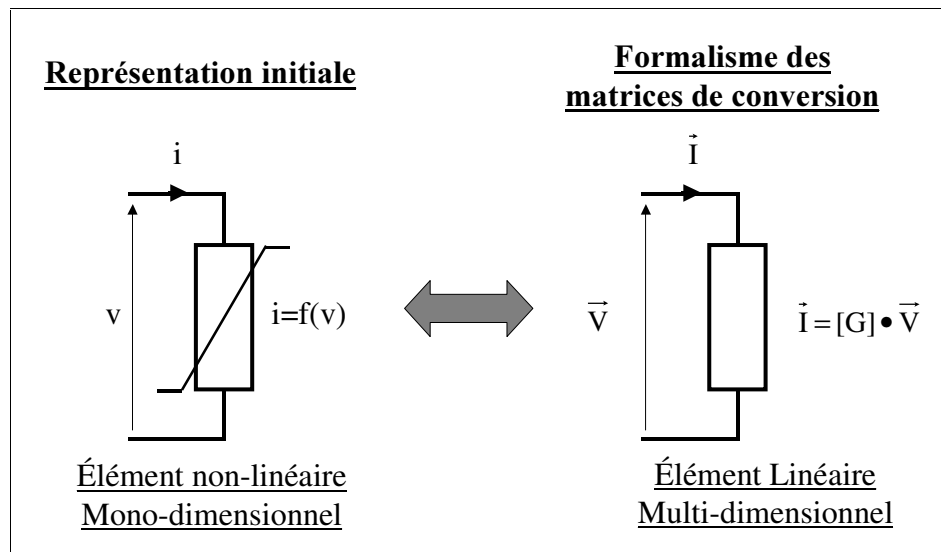 Représentation initiale
Formalisme des
matrices de conversion
i
v
i=f(v)
Élément non-linéaire
Mono-dimensionnel
I⃗
V⃗
I⃗ = [G] • V⃗
Élément Linéaire
Multi-dimensionnel